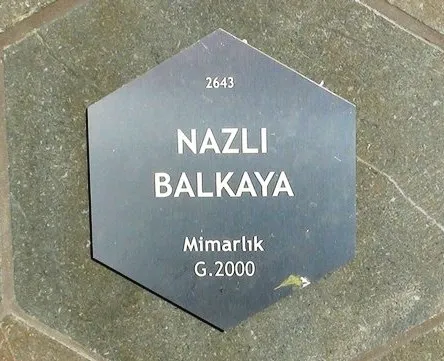 2643
NAZLI
BALKAYA
Mimarlık
G.2000